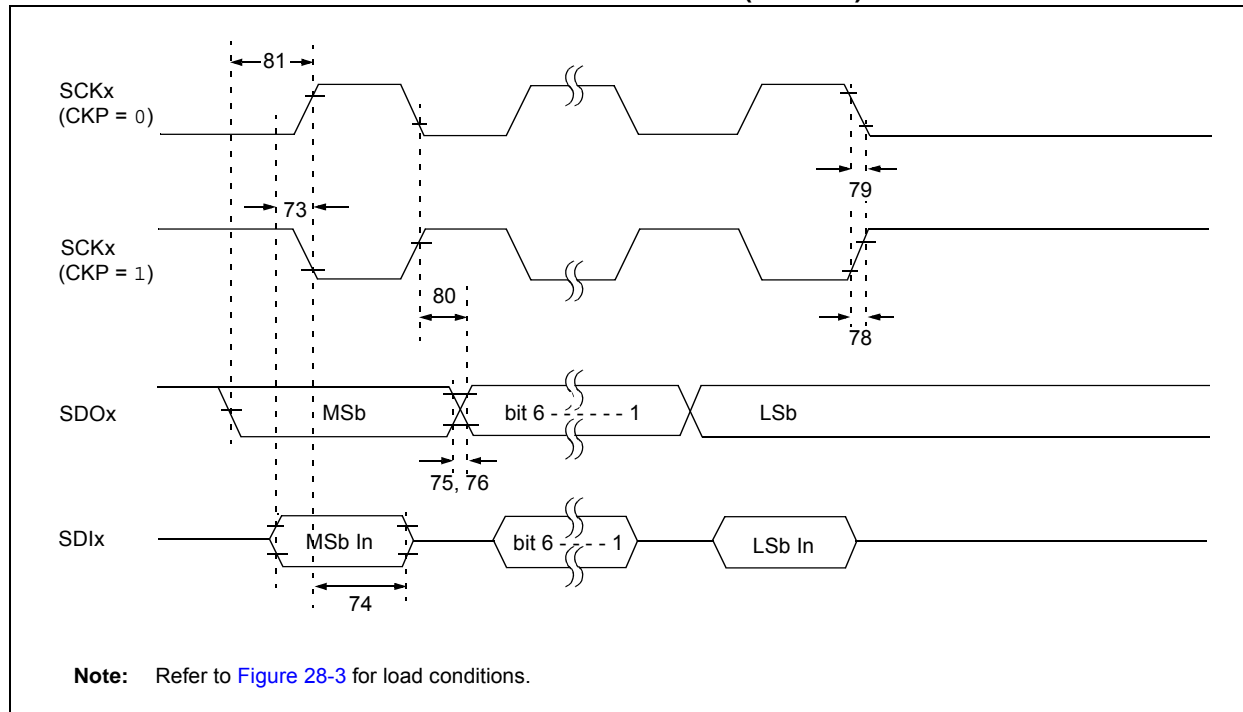 81
SCKx
(CKP = 0)
79
73
SCKx
(CKP = 1)
80
78
SDOx
MSb
bit 6 - - - - - - 1
LSb
75, 76
SDIx
MSb In
bit 6 - - - - 1
LSb In
74
Note: Refer to Figure 28-3 for load conditions.